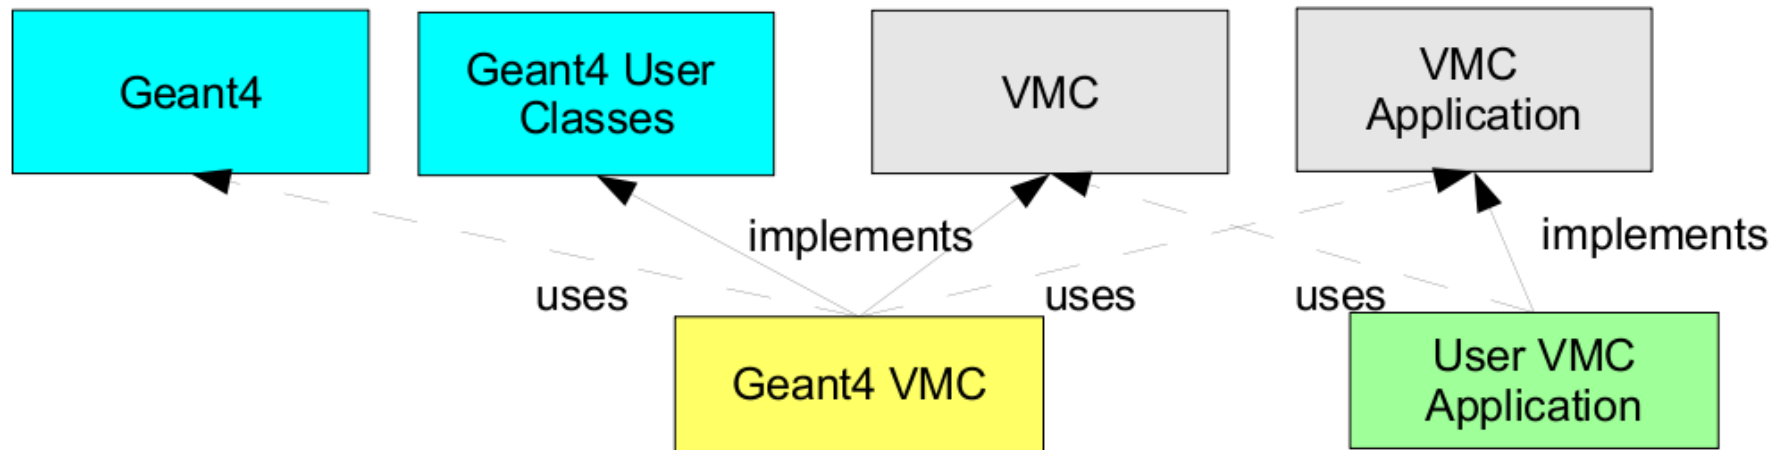 Geant4
Geant4 User
Classes
VMC
VMC
Application
implements
implements
uses
uses
uses
Geant4 VMC
User VMC
Application